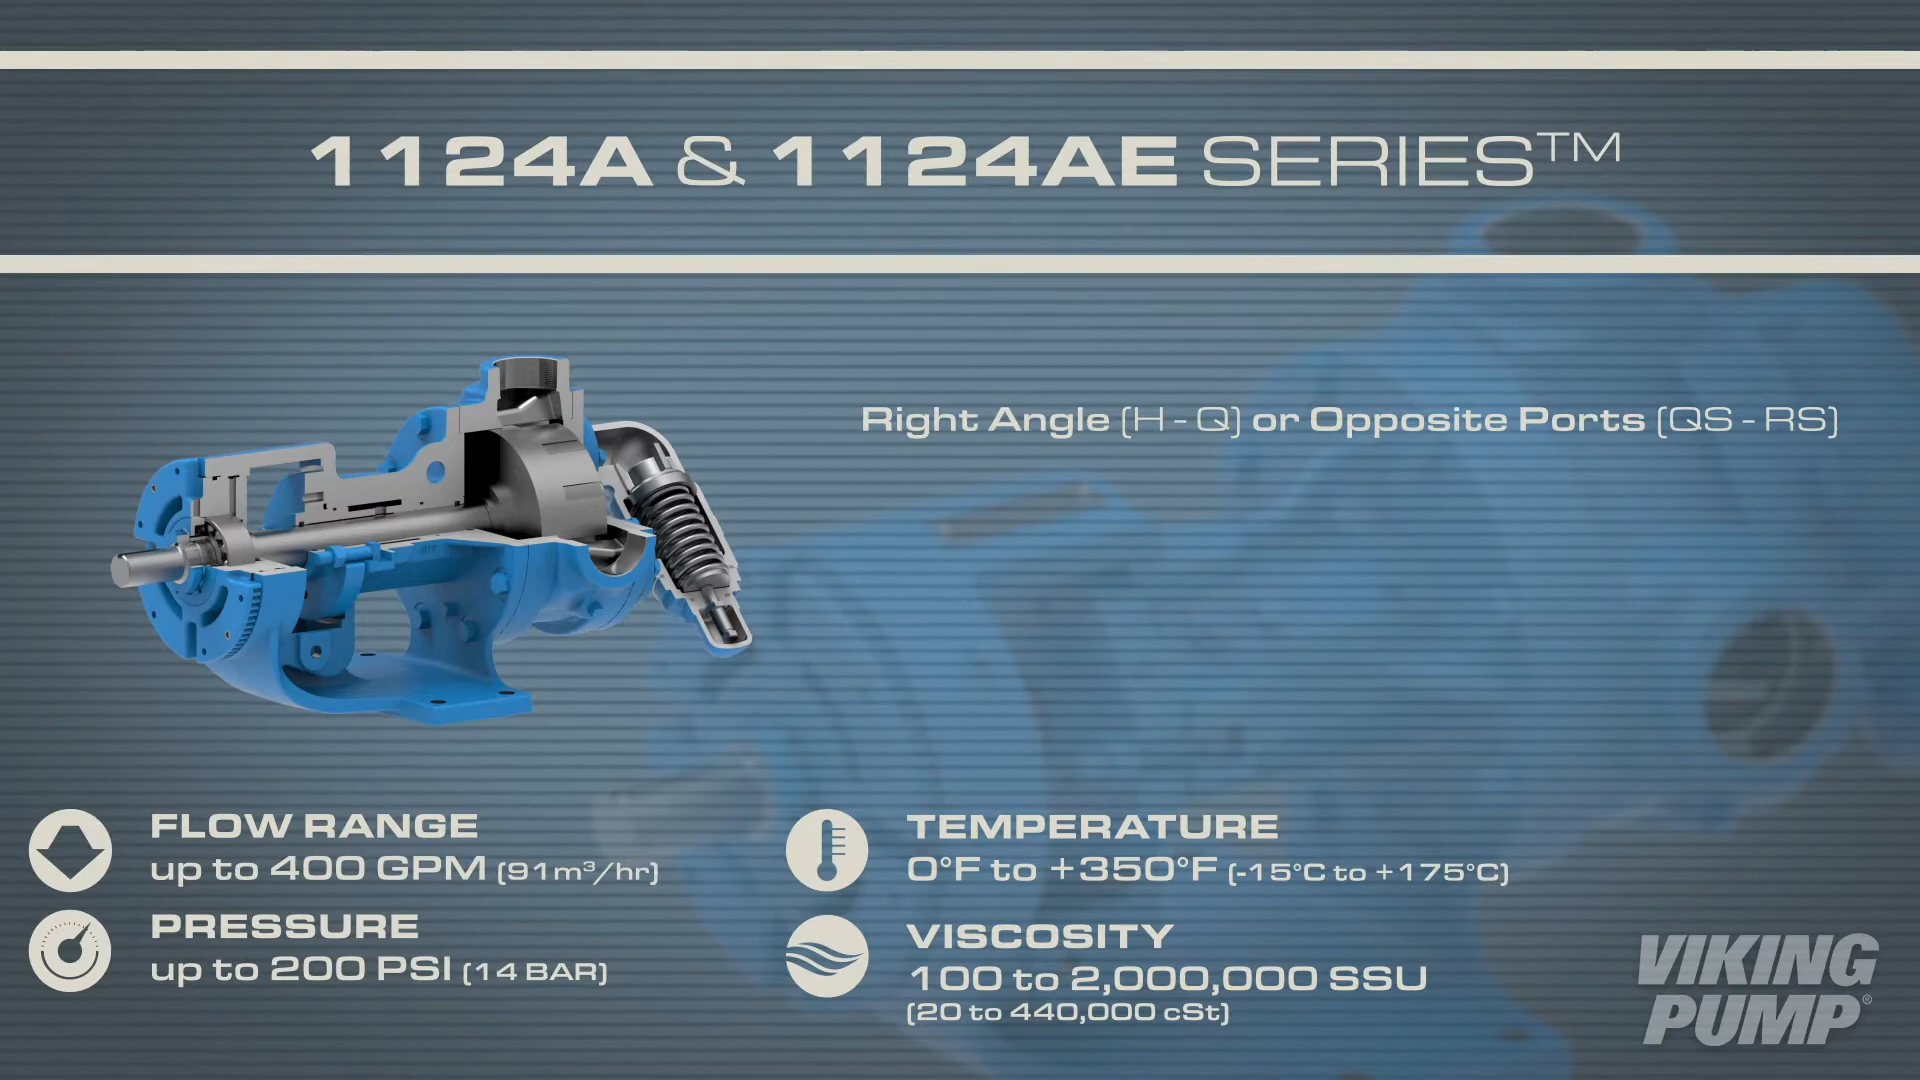 1124A & 1124AE SERIES™
Right Angle (H - Q) or Opposite Ports (QS - RS)
FLOW RANGE
up to 400 GPM (91m³/hr)
PRESSURE
up to 200 PSI (14 BAR)
TEMPERATURE
0°F to +350°F (-15°C to +175°C)
VISCOSITY
100 to 2,000,000 SSU
(20 to 440,000 cSt)
VIKING
PUMP®